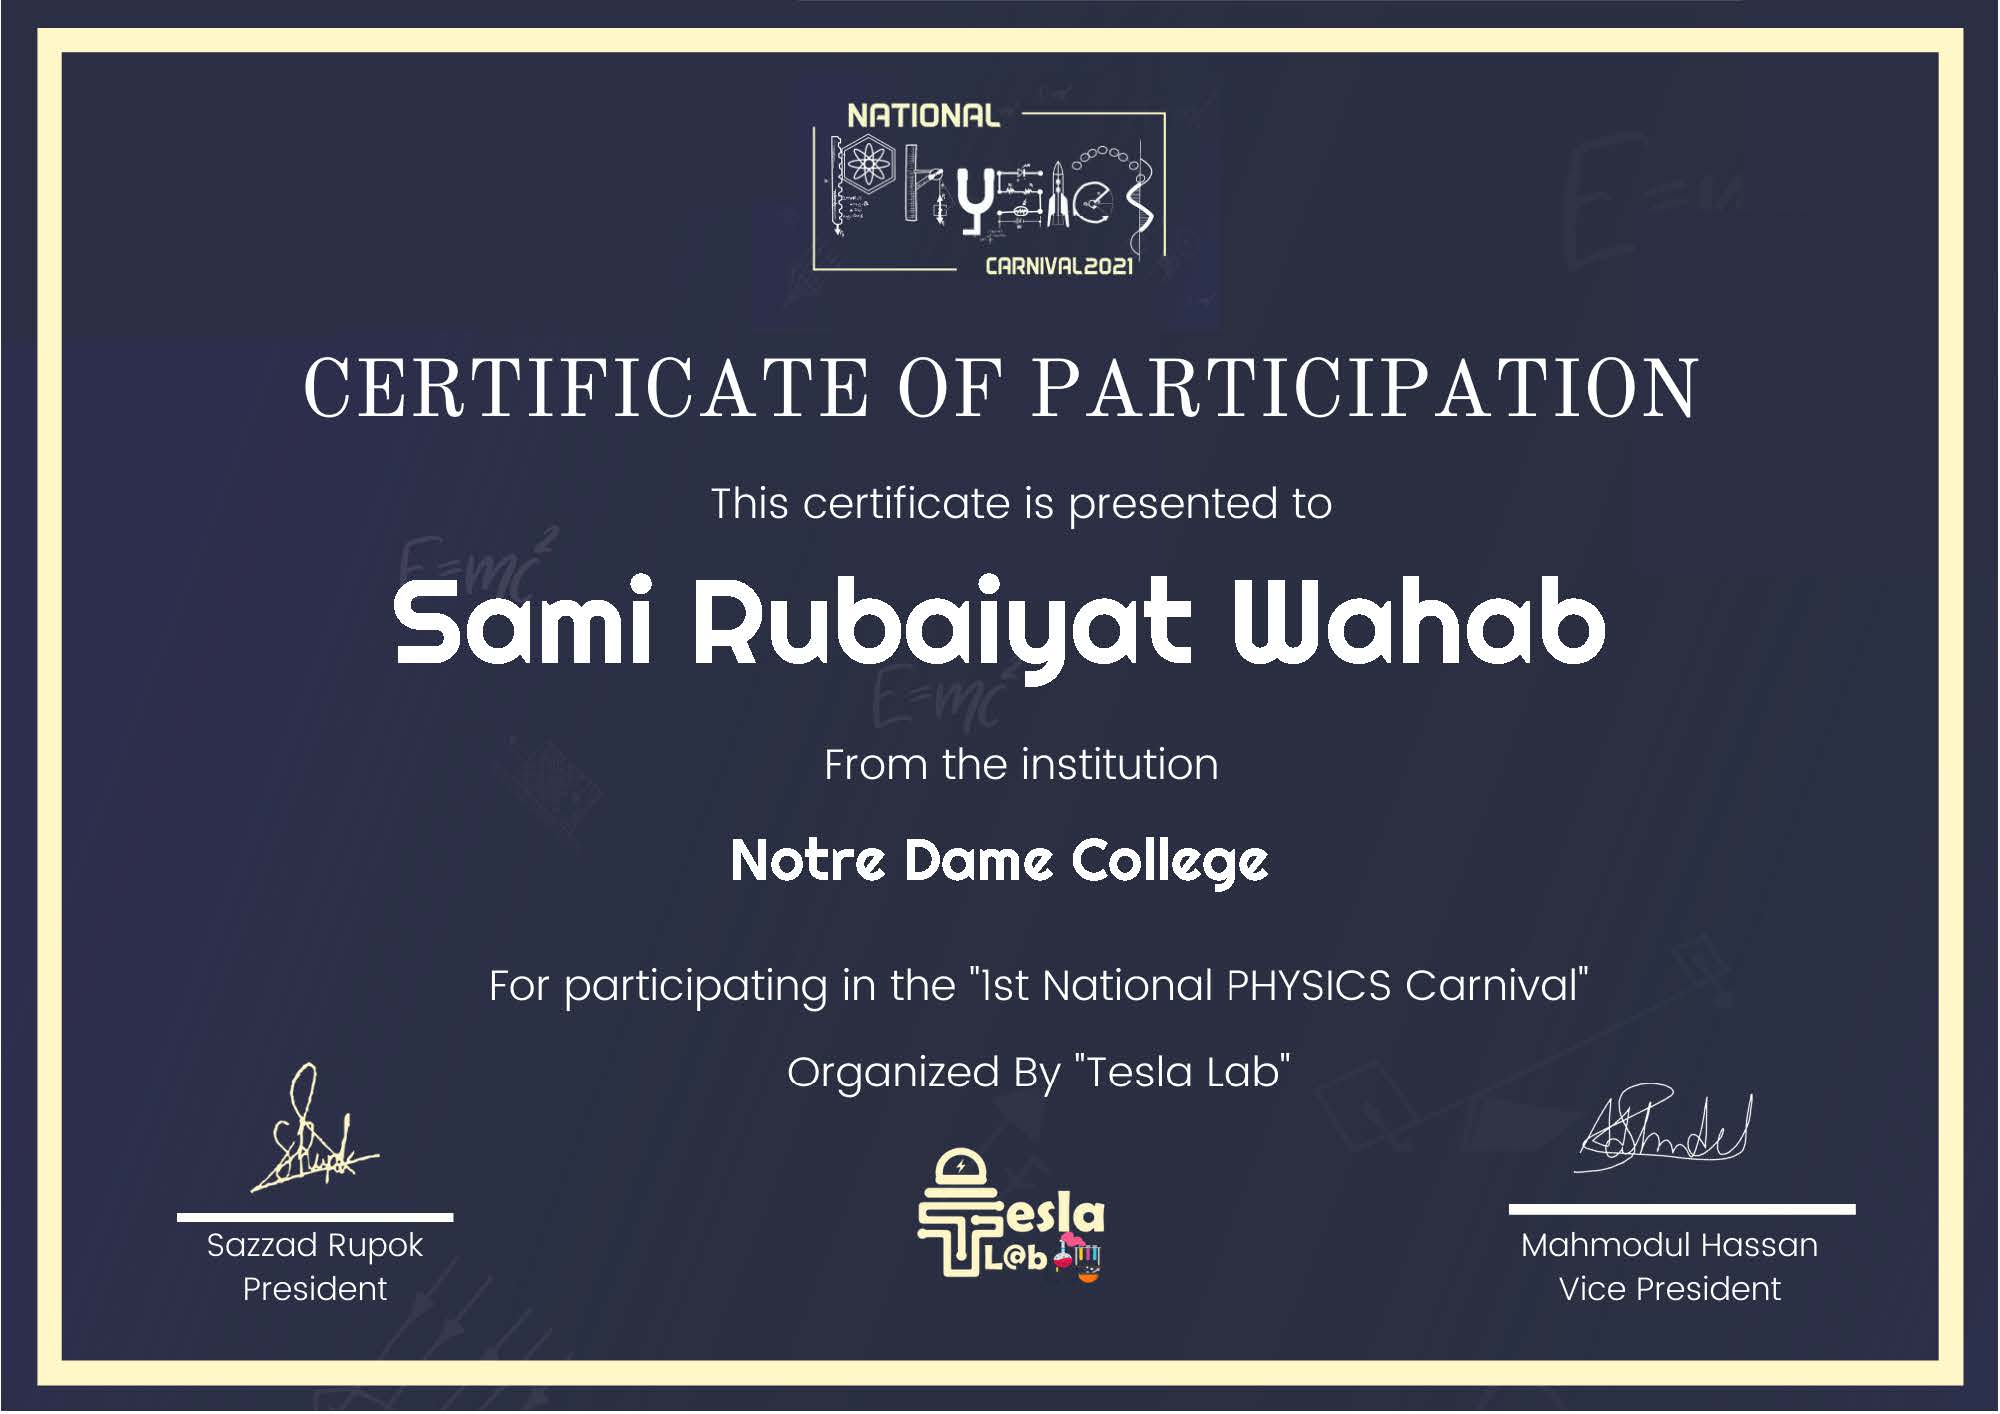 NATIONAL
Physics
CARNIVAL2021
E=m
CERTIFICATE OF PARTICIPATION
This certificate is presented to
E=mc²
Sami Rubaiyat Wahab
E=mc²
From the institution
Notre Dame College
For participating in the "1st National PHYSICS Carnival"
Organized By "Tesla Lab"
Tesla
L@b
Sazzad Rupok
President
Mahmodul Hassan
Vice President